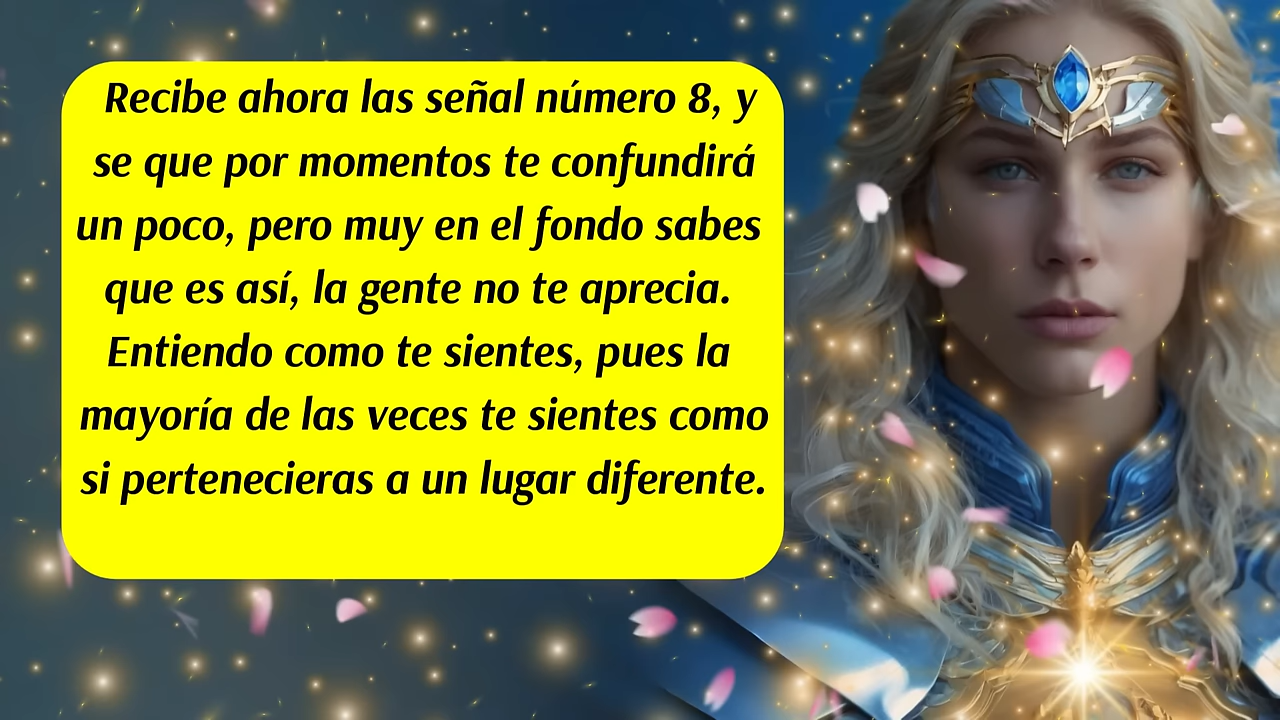 Recibe ahora las señal número 8, y
se que por momentos te confundirá
un poco, pero muy en el fondo sabes
que es así, la gente no te aprecia.
Entiendo como te sientes, pues la
mayoría de las veces te sientes como
si pertenecieras a un lugar diferente.